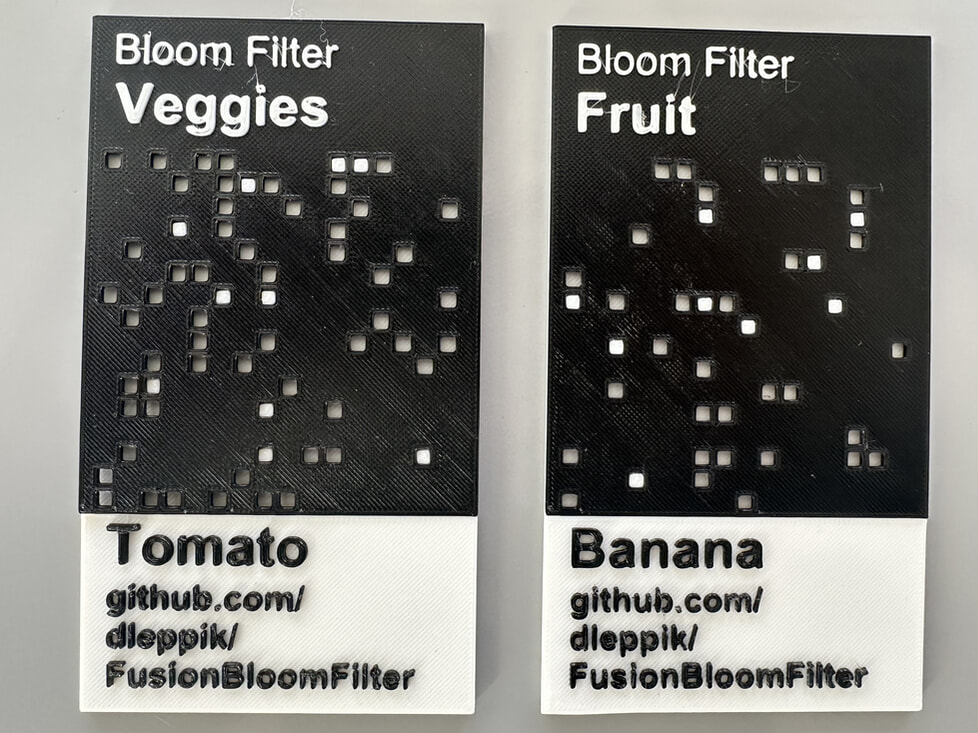 Bloom Filter
Veggies
Tomato
github.com/
dleppik/
FusionBloomFilter
Bloom Filter
Fruit
Banana
github.com/
dleppik/
FusionBloomFilter